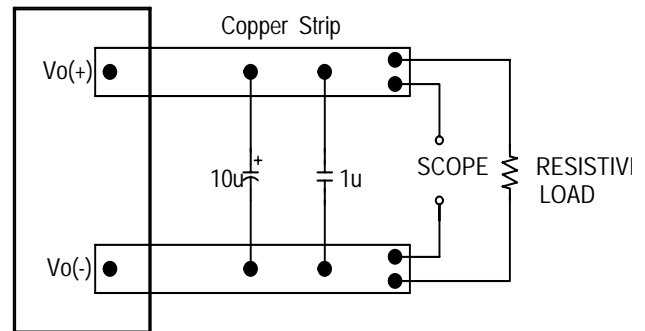 Copper Strip
Vo(+)
10u
+
1u
SCOPE
RESISTIVE
LOAD
Vo(-)